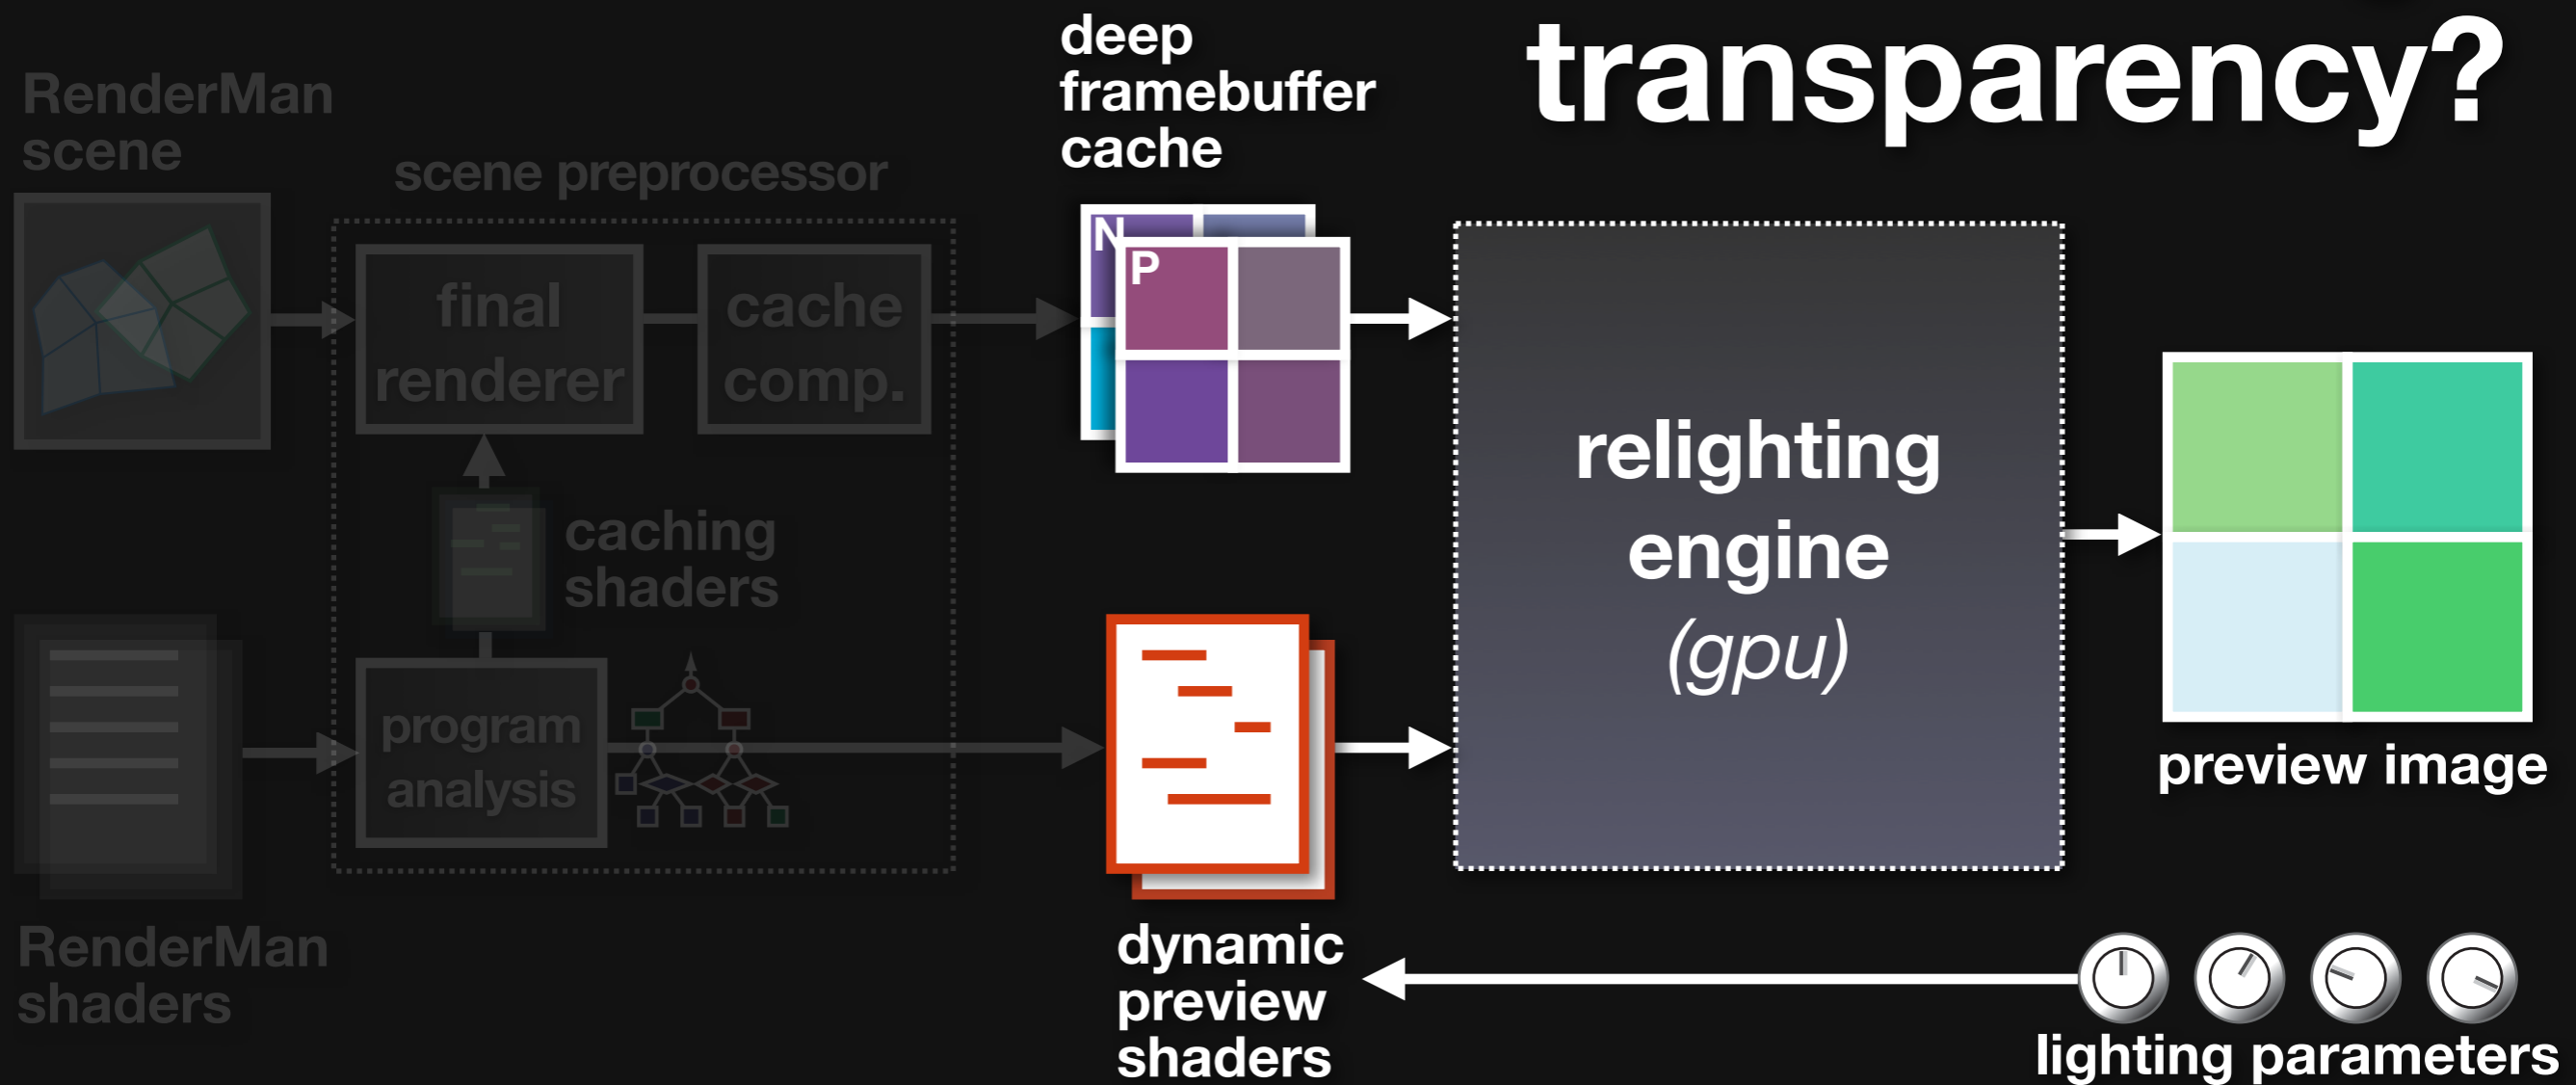 transparency?
deep
framebuffer
cache
RenderMan
scene
scene preprocessor
N
P
final
renderer
cache
comp.
relighting
engine
(gpu)
caching
shaders
program
analysis
preview image
RenderMan
shaders
dynamic
preview
shaders
lighting parameters